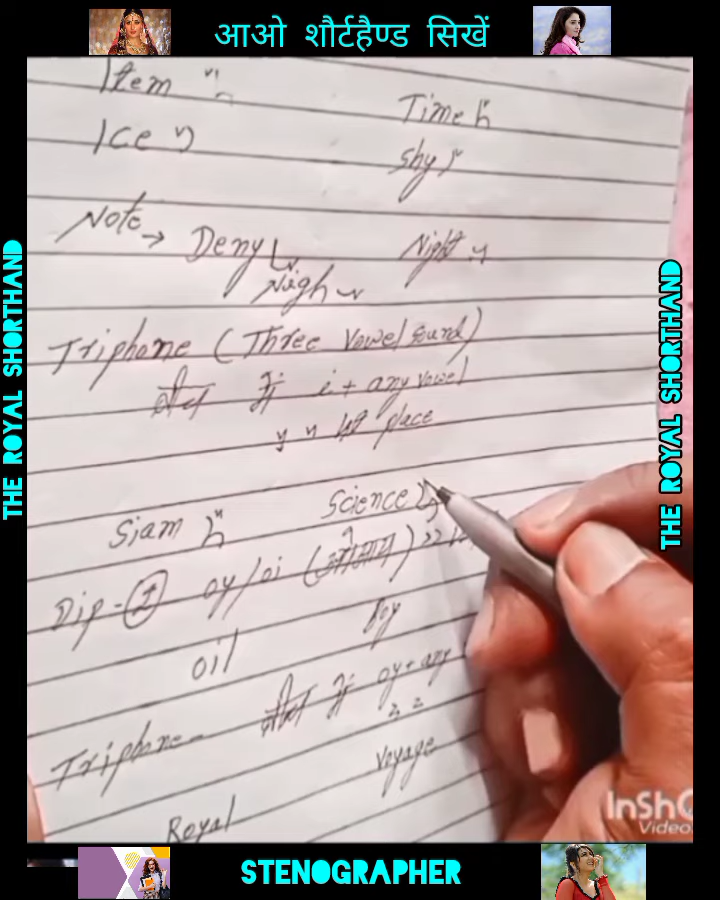 आओ शौर्टहैण्ड सिखें
THE ROYAL SHORTHAND
THE ROYAL SHORTHAND
Item
Time
Ice
Shy
Note → Deny
Night
Nigh
Triphone (Three Vowel sound)
i + any vowel
place
Siam
Science
Dip - 2 oy/oi
Boy
oil
oy + any
Triphone -
Voyage
Royal
InSh
Video
STENOGRAPHER